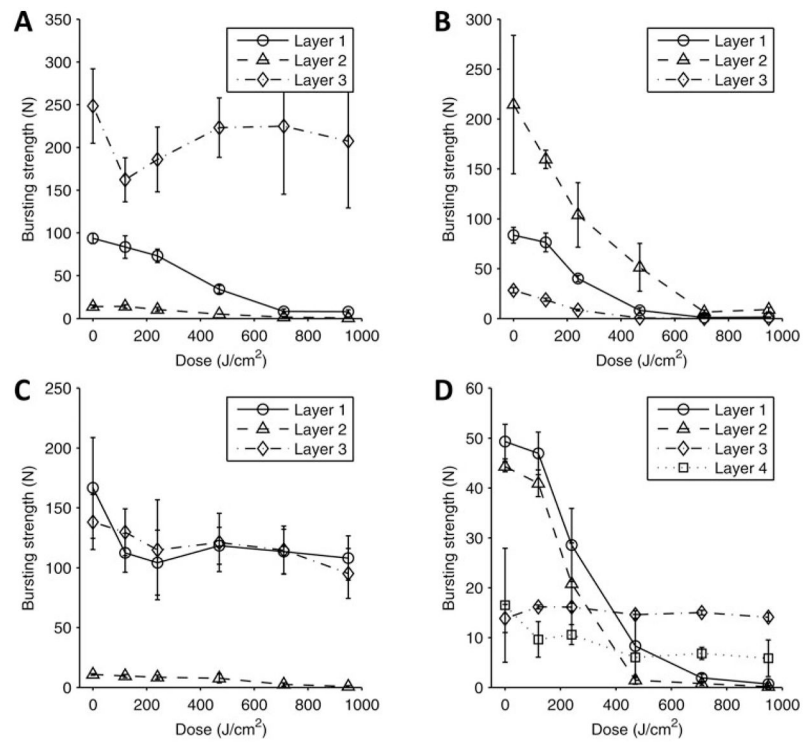 A
350
300
250
200
150
100
50
0
Bursting strength (N)
0 200 400 600 800 1000
Dose (J/cm²)
Layer 1
Layer 2
Layer 3
B
300
250
200
150
100
50
0
Bursting strength (N)
0 200 400 600 800 1000
Dose (J/cm²)
Layer 1
Layer 2
Layer 3
C
250
200
150
100
50
0
Bursting strength (N)
0 200 400 600 800 1000
Dose (J/cm²)
Layer 1
Layer 2
Layer 3
D
60
50
40
30
20
10
0
Bursting strength (N)
0 200 400 600 800 1000
Dose (J/cm²)
Layer 1
Layer 2
Layer 3
Layer 4